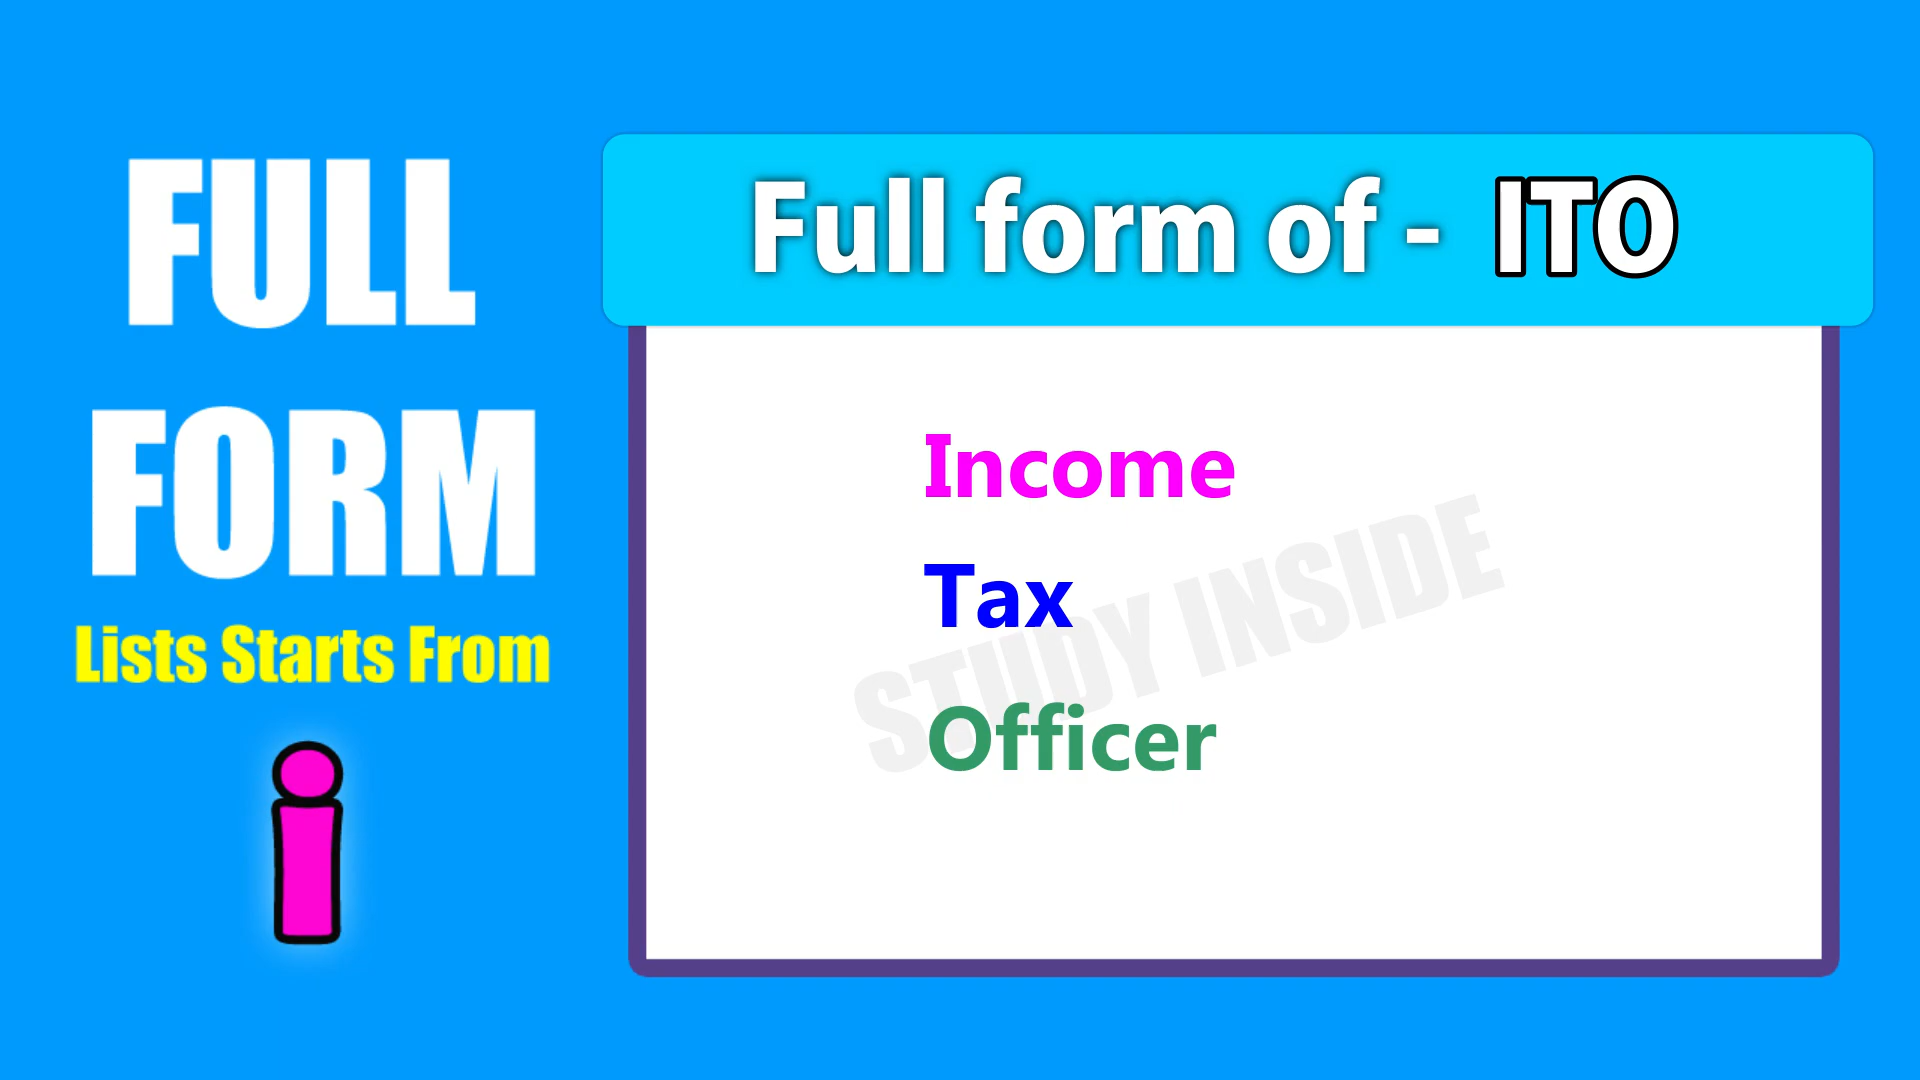 FULL
FORM
Lists Starts From
i
Full form of - ITO
Income
Tax
Officer
STUDY INSIDE